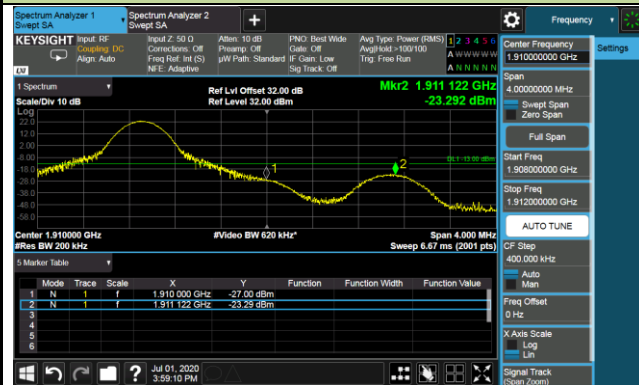 Spectrum Analyzer 1
Swept SA
Spectrum Analyzer 2
Swept SA
+
Frequency
KEYSIGHT
Input: RF
Coupling: DC
Align: Auto
Input Z: 50 Ω
Corrections: Off
Freq Ref: Int (S)
NFE: Adaptive
Atten: 10 dB
Preamp: Off
µW Path: Standard
PNO: Best Wide
Gate: Off
IF Gain: Low
Sig Track: Off
Avg Type: Power (RMS)
Avg|Hold:>100/100
Trig: Free Run
1 2 3 4 5 6
A W W W W W
A N N N N N
LXI
1 Spectrum
Scale/Div 10 dB
Ref Lvl Offset 32.00 dB
Ref Level 32.00 dBm
Mkr2 1.911 122 GHz
-23.292 dBm
Log
22.0
12.0
2.00
-8.00
-18.0
-28.0
-38.0
-48.0
-58.0
DL1 -13.00 dBm
1
2
Center 1.910000 GHz
#Res BW 200 kHz
#Video BW 620 kHz*
Span 4.000 MHz
Sweep 6.67 ms (2001 pts)
5 Marker Table
Mode Trace Scale X Y Function Function Width Function Value
1 N 1 f 1.910 000 GHz -27.00 dBm
2 N 1 f 1.911 122 GHz -23.29 dBm
3
4
5
6
Center Frequency
1.910000000 GHz
Settings
Span
4.00000000 MHz
Swept Span
Zero Span
Full Span
Start Freq
1.908000000 GHz
Stop Freq
1.912000000 GHz
AUTO TUNE
CF Step
400.000 kHz
Auto
Man
Freq Offset
0 Hz
X Axis Scale
Log
Lin
Signal Track
(Span Zoom)
?
Jul 01, 2020
3:59:10 PM